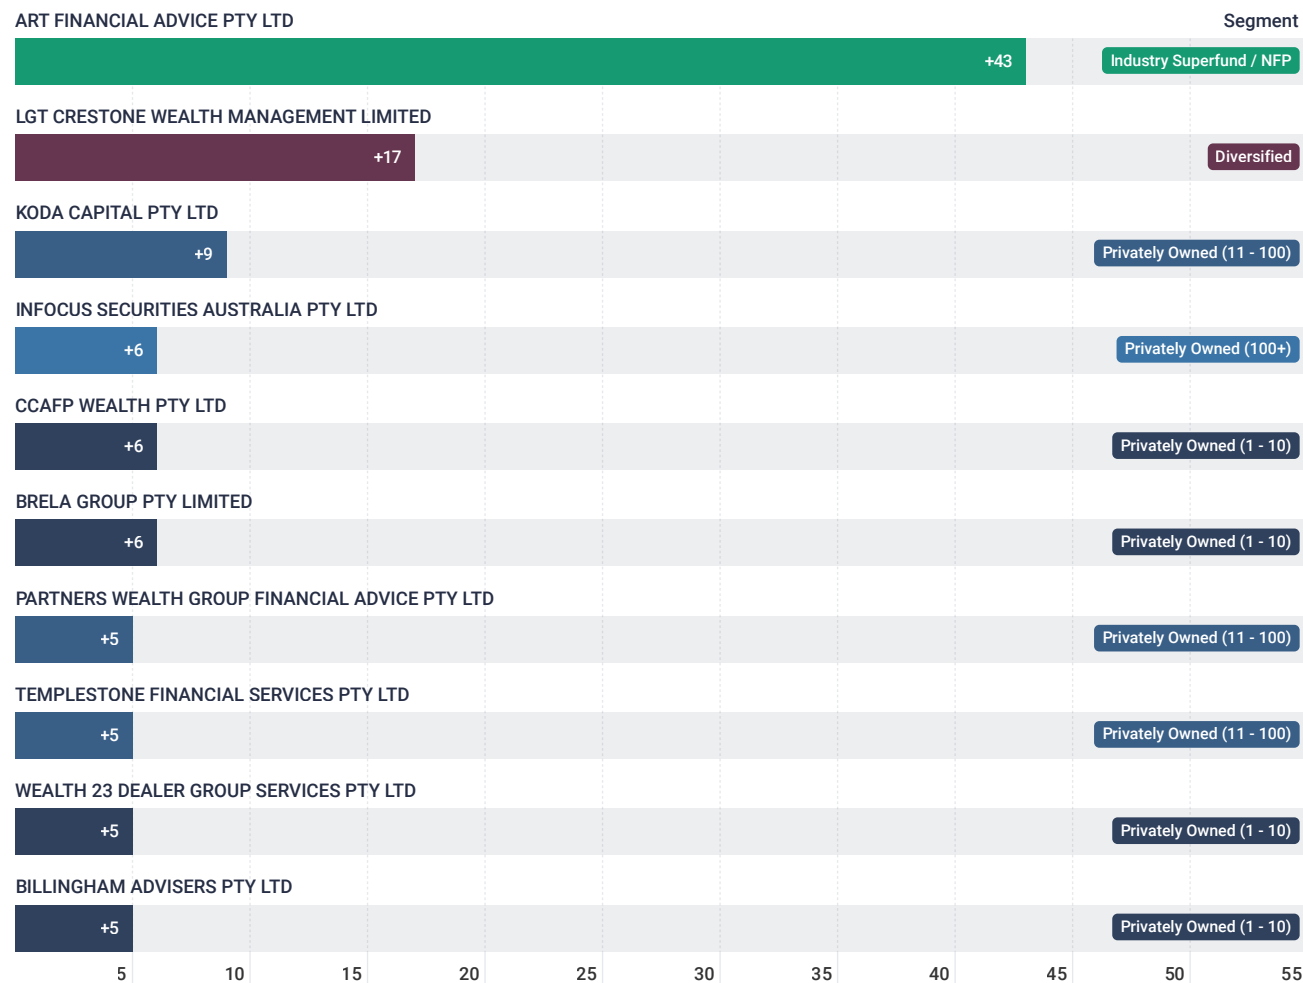 ART FINANCIAL ADVICE PTY LTD Segment
+43 Industry Superfund / NFP
LGT CRESTONE WEALTH MANAGEMENT LIMITED
+17 Diversified
KODA CAPITAL PTY LTD
+9 Privately Owned (11 - 100)
INFOCUS SECURITIES AUSTRALIA PTY LTD
+6 Privately Owned (100+)
CCAFP WEALTH PTY LTD
+6 Privately Owned (1 - 10)
BRELA GROUP PTY LIMITED
+6 Privately Owned (1 - 10)
PARTNERS WEALTH GROUP FINANCIAL ADVICE PTY LTD
+5 Privately Owned (11 - 100)
TEMPLESTONE FINANCIAL SERVICES PTY LTD
+5 Privately Owned (11 - 100)
WEALTH 23 DEALER GROUP SERVICES PTY LTD
+5 Privately Owned (1 - 10)
BILLINGHAM ADVISERS PTY LTD
+5 Privately Owned (1 - 10)
5 10 15 20 25 30 35 40 45 50 55